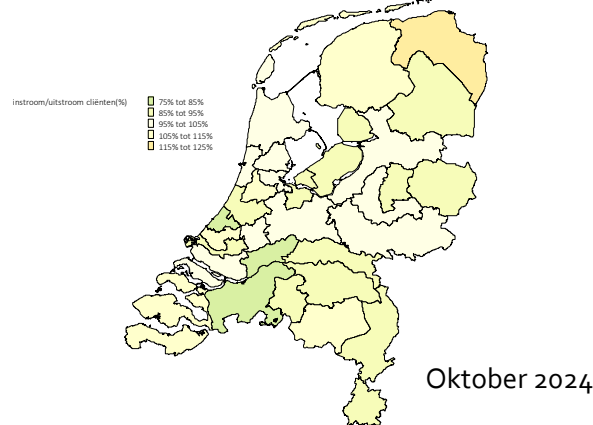 instroom/uitstroom cliënten(%)
75% tot 85%
85% tot 95%
95% tot 105%
105% tot 115%
115% tot 125%
Oktober 2024